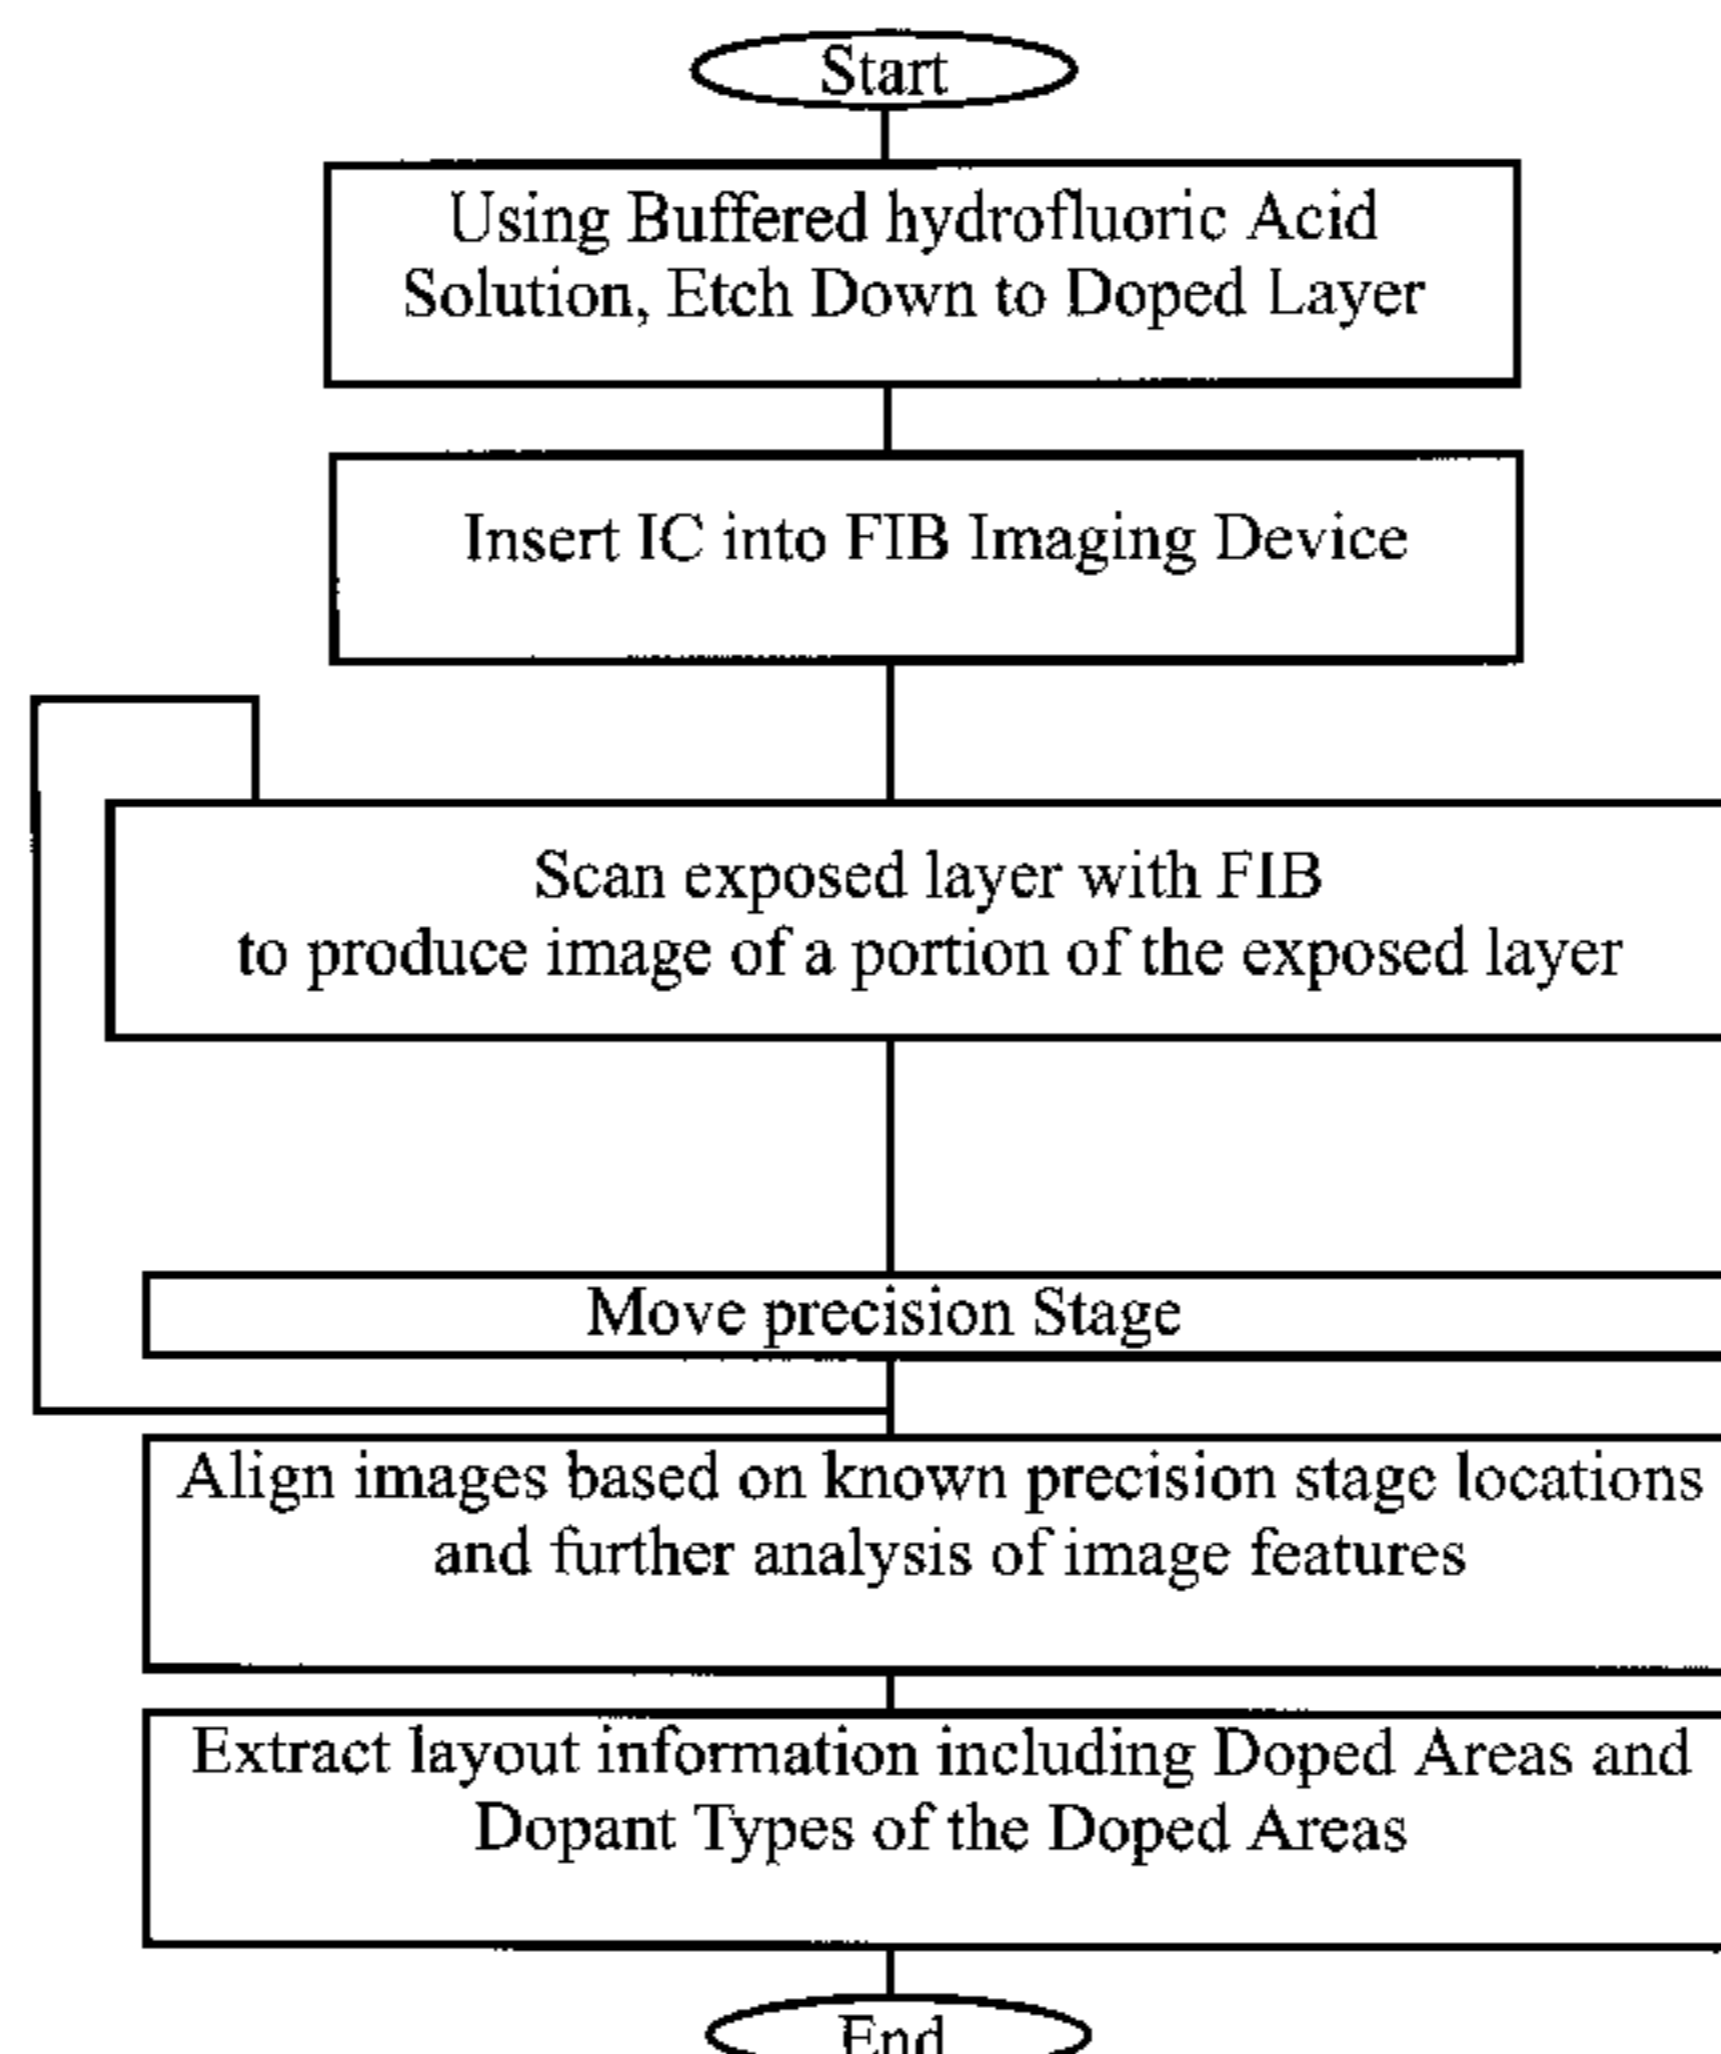 Start
Using Buffered hydrofluoric Acid
Solution, Etch Down to Doped Layer
Insert IC into FIB Imaging Device
Scan exposed layer with FIB
to produce image of a portion of the exposed layer
Move precision Stage
Align images based on known precision stage locations
and further analysis of image features
Extract layout information including Doped Areas and
Dopant Types of the Doped Areas
End